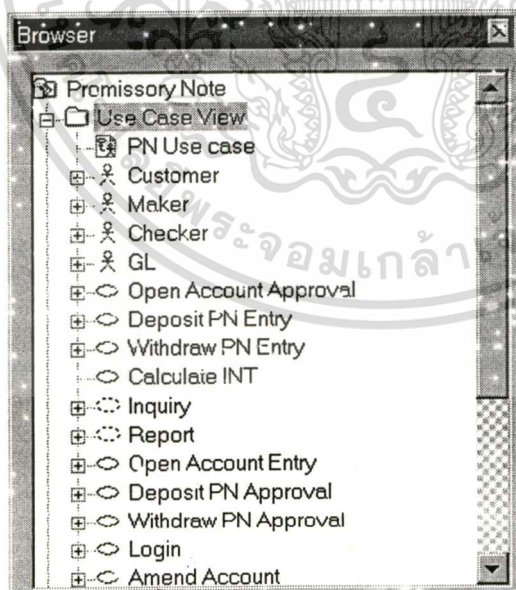 Browser
Promissory Note
Use Case View
PN Use case
Customer
Maker
Checker
GL
Open Account Approval
Deposit PN Entry
Withdraw PN Entry
Calculate INT
Inquiry
Report
Open Account Entry
Deposit PN Approval
Withdraw PN Approval
Login
Amend Account